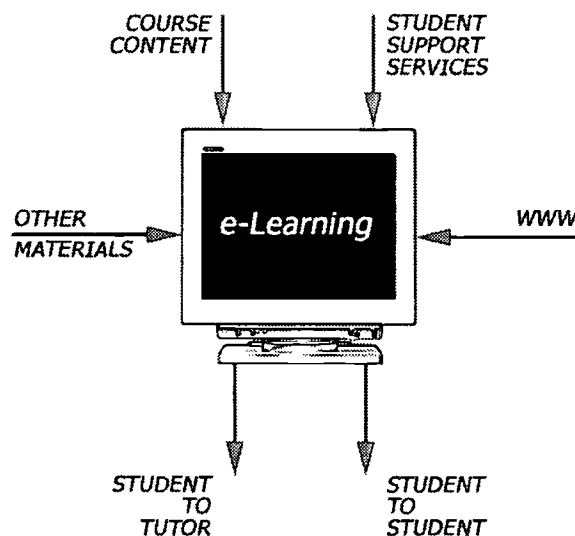 COURSE
CONTENT
STUDENT
SUPPORT
SERVICES
e-Learning
OTHER
MATERIALS
WWW
STUDENT
TO
TUTOR
STUDENT
TO
STUDENT